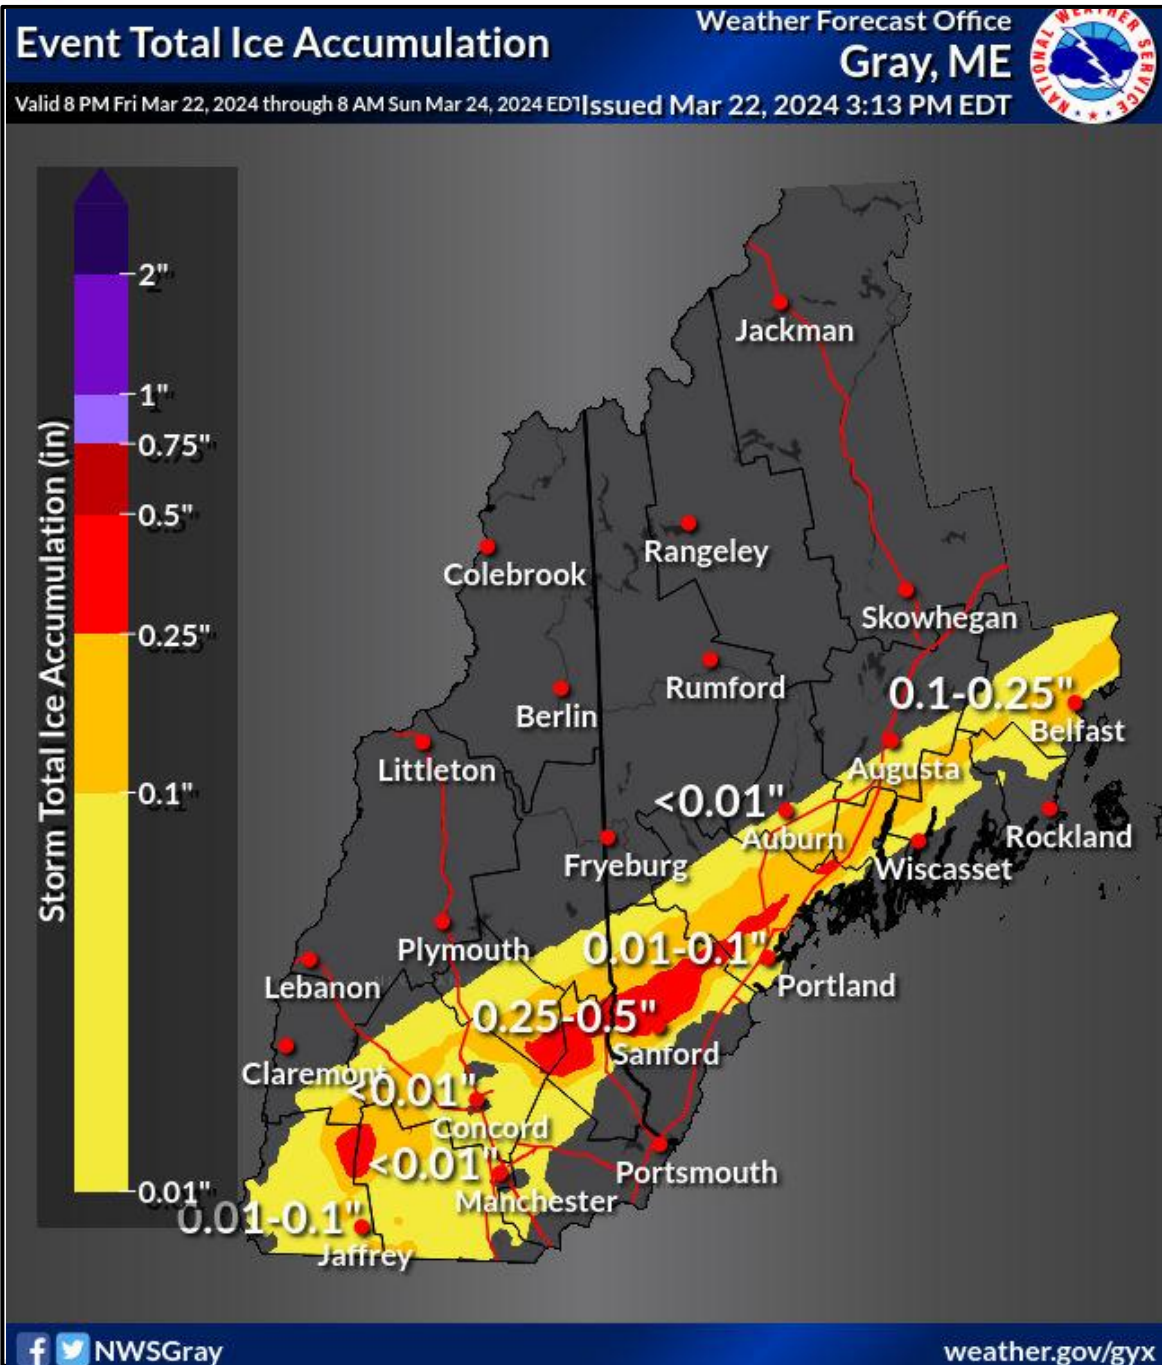 Event Total Ice Accumulation
Weather Forecast Office
Gray, ME
Valid 8 PM Fri Mar 22, 2024 through 8 AM Sun Mar 24, 2024 EDT
Issued Mar 22, 2024 3:13 PM EDT
NATIONAL WEATHER SERVICE
Storm Total Ice Accumulation (in)
2"
1"
0.75"
0.5"
0.25"
0.1"
0.01"
Jackman
Rangeley
Colebrook
Skowhegan
Rumford
0.1-0.25"
Berlin
Belfast
Littleton
Augusta
<0.01"
Auburn
Rockland
Fryeburg
Wiscasset
Plymouth
0.01-0.1"
Lebanon
Portland
0.25-0.5"
Sanford
Claremont
<0.01"
Concord
<0.01"
Portsmouth
Manchester
0.01-0.1"
Jaffrey
NWSGray
weather.gov/gyx